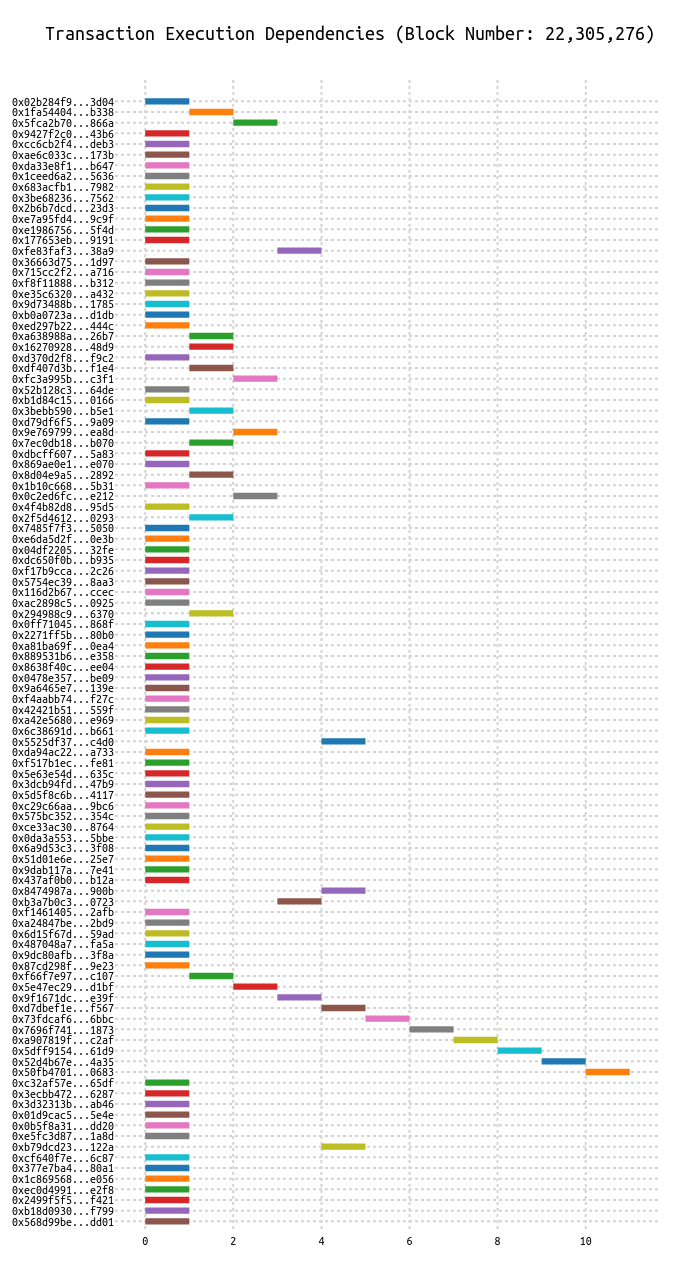 Transaction Execution Dependencies (Block Number: 22,305,276)
0x02b284f9...3d04
0x1fa54404...b338
0x5fca2b70...866a
0x9427f2c0...43b6
0xcc6cb2f4...deb3
0xae6c033c...173b
0xda33e8f1...b647
0x1ceed6a2...5636
0x683acfb1...7982
0x3be68236...7562
0x2b6b7dcd...23d3
0xe7a95fd4...9c9f
0xe1986756...5f4d
0x177653eb...9191
0xfe83faf3...38a9
0x36663d75...1d97
0x715cc2f2...a716
0xf8f11888...b312
0xe35c6320...a432
0x9d73488b...1785
0xb0a0723a...d1db
0xed297b22...444c
0xa638988a...26b7
0x16270928...48d9
0xd370d2f8...f9c2
0xdf407d3b...f1e4
0xfc3a995b...c3f1
0x52b128c3...64de
0xb1d84c15...0166
0x3bebb590...b5e1
0xd79df6f5...9a09
0x9e769799...ea8d
0x7ec0db18...b070
0xdbcff607...5a83
0x869ae0e1...e070
0x8d04e9a5...2892
0x1b10c668...5b31
0x0c2ed6fc...e212
0x4f4b82d8...95d5
0x2f5d4612...0293
0x7485f7f3...5050
0xe6da5d2f...0e3b
0x04df2205...32fe
0xdc650f0b...b935
0xf17b9cca...2c26
0x5754ec39...8aa3
0x116d2b67...ccec
0xac2898c5...0925
0x294988c9...6370
0x0ff71045...868f
0x2271ff5b...80b0
0xa81ba69f...0ea4
0x889531b6...e358
0x8638f40c...ee04
0x0478e357...be09
0x9a6465e7...139e
0xf4aabb74...f27c
0x42421b51...559f
0xa42e5680...e969
0x6c38691d...b661
0x5525df37...c4d0
0xda94ac22...a733
0xf517b1ec...fe81
0x5e63e54d...635c
0x3dcb94fd...47b9
0x5d5f8c6b...4117
0xc29c66aa...9bc6
0x575bc352...354c
0xce33ac30...8764
0x0da3a553...5bbe
0x6a9d53c3...3f08
0x51d01e6e...25e7
0x9dab117a...7e41
0x437af0b0...b12a
0x8474987a...900b
0xb3a7b0c3...0723
0xf1461405...2afb
0xa24847be...2bd9
0x6d15f67d...59ad
0x487048a7...fa5a
0x9dc80afb...3f8a
0x87cd298f...9e23
0xf66f7e97...c107
0x5e47ec29...d1bf
0x9f1671dc...e39f
0xd7dbef1e...f567
0x73fdcaf6...6bbc
0x7696f741...1873
0xa907819f...c2af
0x5dff9154...61d9
0x52d4b67e...4a35
0x50fb4701...0683
0xc32af57e...65df
0x3ecbb472...6287
0x3d32313b...ab46
0x01d9cac5...5e4e
0x0b5f8a31...dd20
0xe5fc3d87...1a8d
0xb79dcd23...122a
0xcf640f7e...6c87
0x377e7ba4...80a1
0x1c869568...e056
0xec0d4991...e2f8
0x2499f5f5...f421
0xb18d0930...f799
0x568d99be...dd01
0 2 4 6 8 10